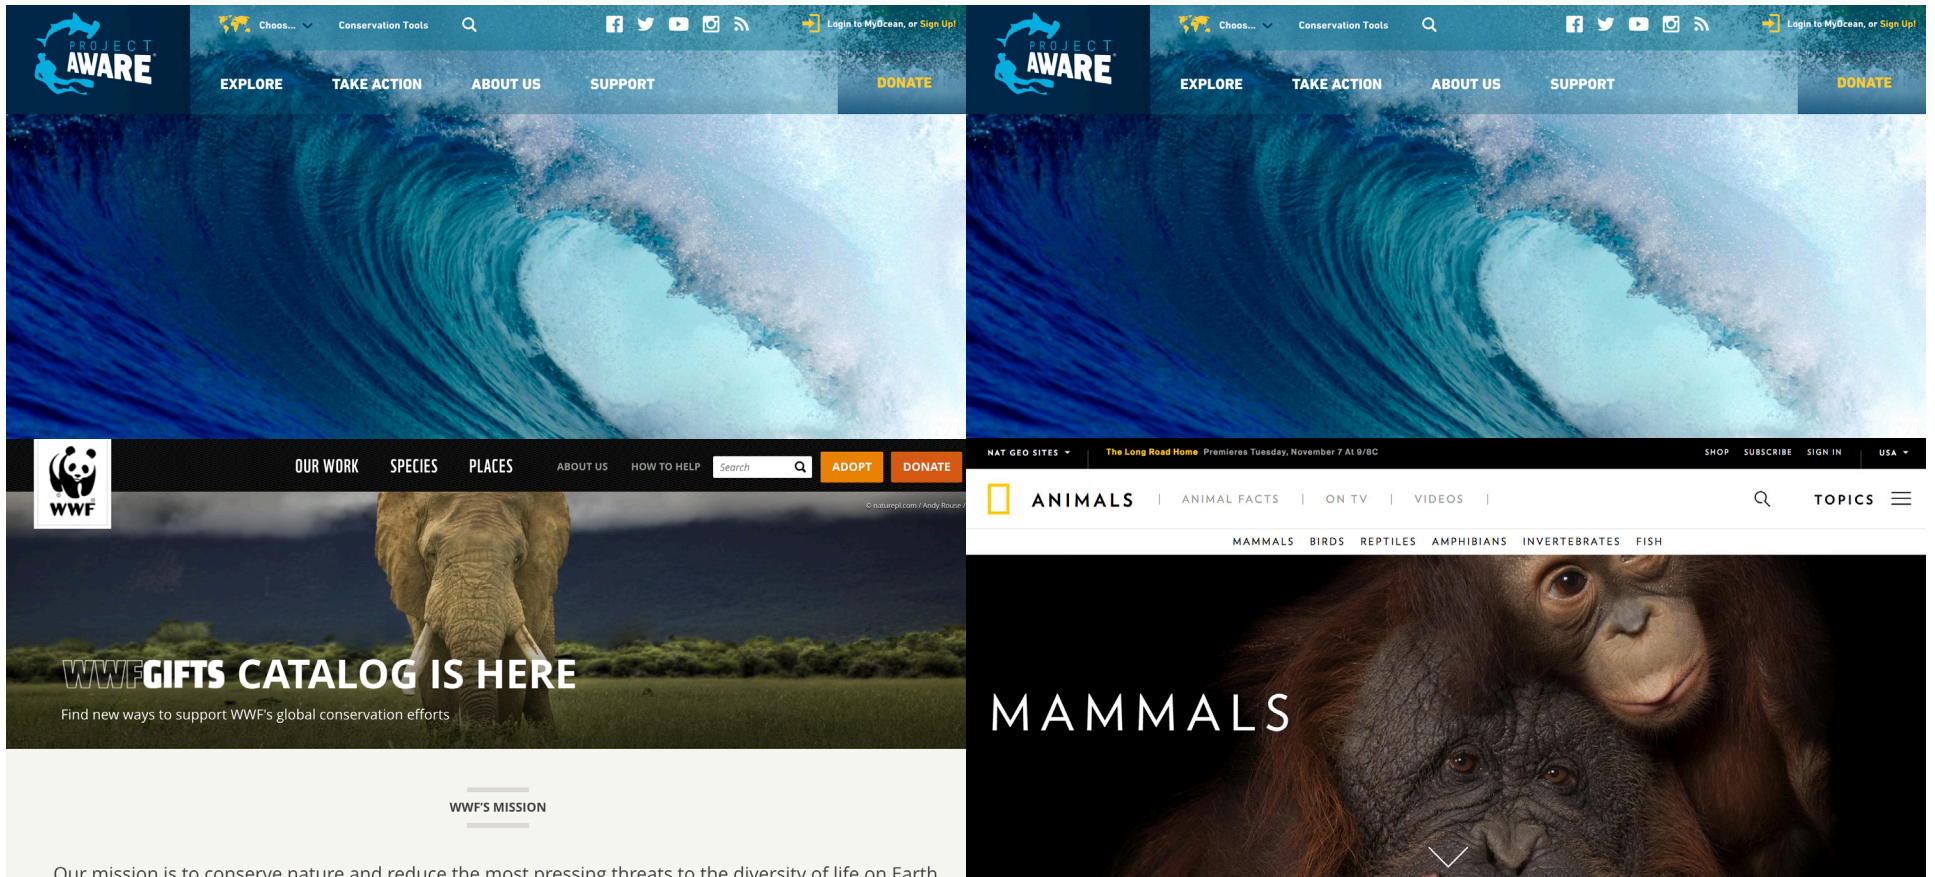 PROJECT
AWARE
Choos...
Conservation Tools
Login to MyOcean, or Sign Up!
EXPLORE
TAKE ACTION
ABOUT US
SUPPORT
DONATE
PROJECT
AWARE
Choos...
Conservation Tools
Login to MyOcean, or Sign Up!
EXPLORE
TAKE ACTION
ABOUT US
SUPPORT
DONATE
WWF
OUR WORK
SPECIES
PLACES
ABOUT US
HOW TO HELP
Search
ADOPT
DONATE
© naturepl.com / Andy Rouse /
WWFGIFTS CATALOG IS HERE
Find new ways to support WWF's global conservation efforts
WWF'S MISSION
Our mission is to conserve nature and reduce the most pressing threats to the diversity of life on Earth
NAT GEO SITES
The Long Road Home Premieres Tuesday, November 7 At 9/8C
SHOP
SUBSCRIBE
SIGN IN
USA
ANIMALS
ANIMAL FACTS
ON TV
VIDEOS
TOPICS
MAMMALS
BIRDS
REPTILES
AMPHIBIANS
INVERTEBRATES
FISH
MAMMALS